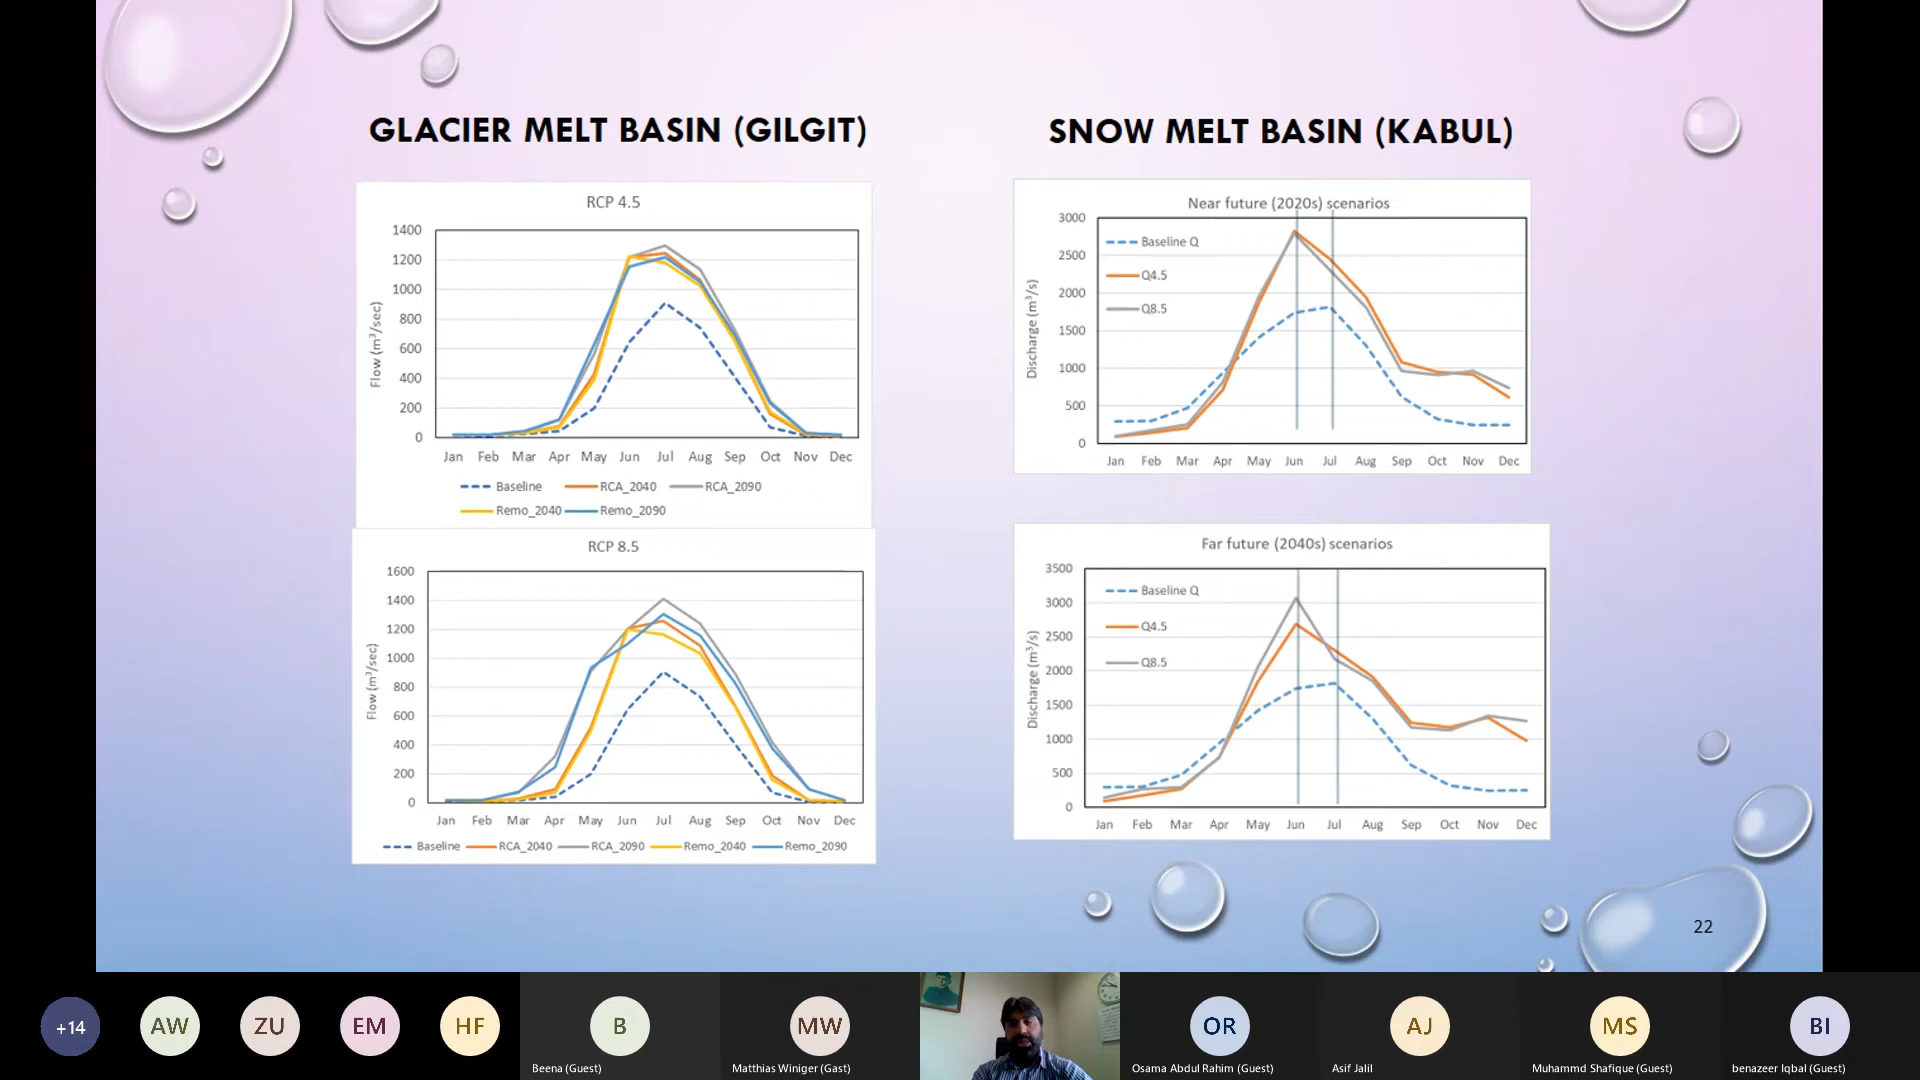 GLACIER MELT BASIN (GILGIT)
SNOW MELT BASIN (KABUL)
RCP 4.5
1400
1200
1000
800
600
400
200
0
Flow (m³/sec)
Jan Feb Mar Apr May Jun Jul Aug Sep Oct Nov Dec
Baseline RCA_2040 RCA_2090
Remo_2040 Remo_2090
RCP 8.5
1600
1400
1200
1000
800
600
400
200
0
Flow (m³/sec)
Jan Feb Mar Apr May Jun Jul Aug Sep Oct Nov Dec
Baseline RCA_2040 RCA_2090 Remo_2040 Remo_2090
Near future (2020s) scenarios
3000
2500
2000
1500
1000
500
0
Discharge (m³/s)
Baseline Q
Q4.5
Q8.5
Jan Feb Mar Apr May Jun Jul Aug Sep Oct Nov Dec
Far future (2040s) scenarios
3500
3000
2500
2000
1500
1000
500
0
Discharge (m³/s)
Baseline Q
Q4.5
Q8.5
Jan Feb Mar Apr May Jun Jul Aug Sep Oct Nov Dec
22
+14 AW ZU EM HF B MW OR AJ MS BI
Beena (Guest) Matthias Winiger (Gast) Osama Abdul Rahim (Guest) Asif Jalil Muhammd Shafique (Guest) benazeer Iqbal (Guest)